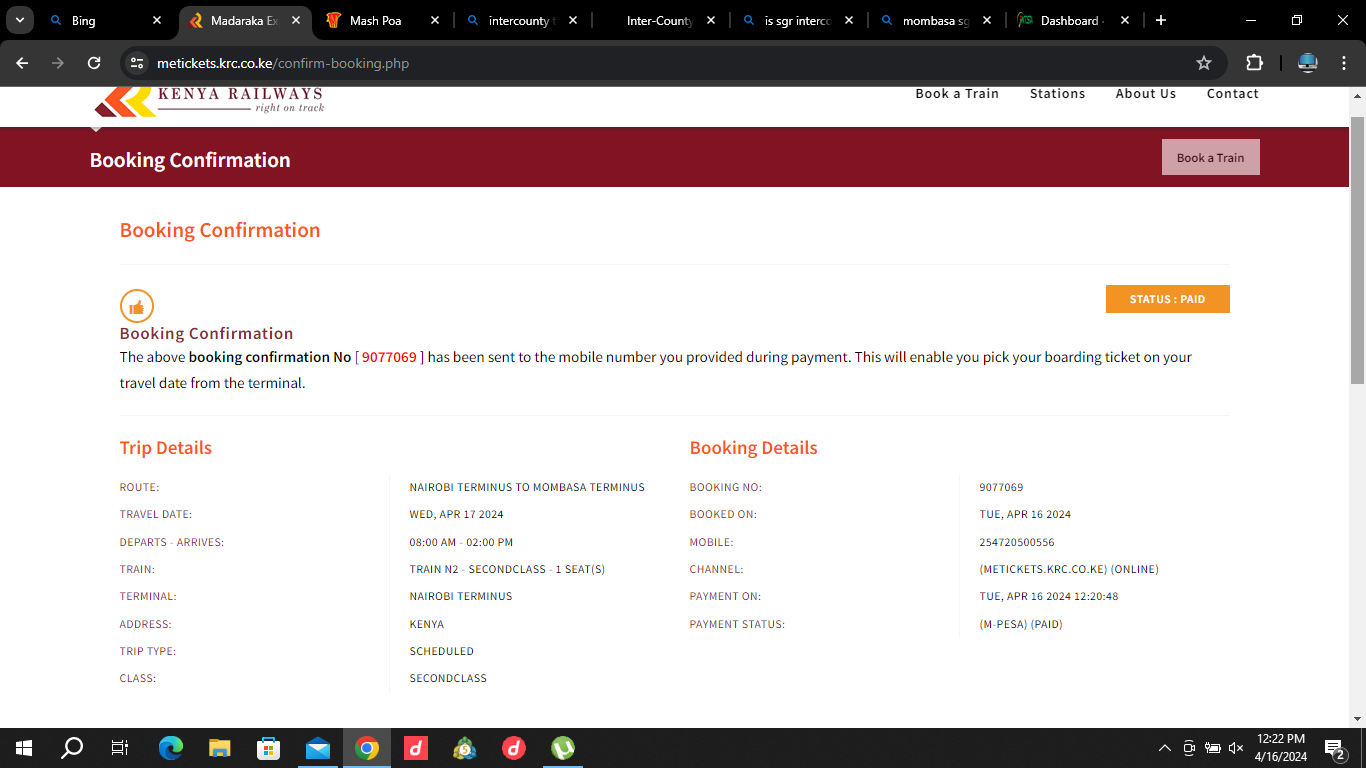 Bing
Madaraka Ex
Mash Poa
intercounty t
Inter-County
is sgr interco
mombasa sg
Dashboard
metickets.krc.co.ke/confirm-booking.php
KENYA RAILWAYS
right on track
Book a Train
Stations
About Us
Contact
Booking Confirmation
Book a Train
Booking Confirmation
STATUS : PAID
Booking Confirmation
The above booking confirmation No [ 9077069 ] has been sent to the mobile number you provided during payment. This will enable you pick your boarding ticket on your
travel date from the terminal.
Trip Details
ROUTE: NAIROBI TERMINUS TO MOMBASA TERMINUS
TRAVEL DATE: WED, APR 17 2024
DEPARTS - ARRIVES: 08:00 AM - 02:00 PM
TRAIN: TRAIN N2 - SECONDCLASS - 1 SEAT(S)
TERMINAL: NAIROBI TERMINUS
ADDRESS: KENYA
TRIP TYPE: SCHEDULED
CLASS: SECONDCLASS
Booking Details
BOOKING NO: 9077069
BOOKED ON: TUE, APR 16 2024
MOBILE: 254720500556
CHANNEL: (METICKETS.KRC.CO.KE) (ONLINE)
PAYMENT ON: TUE, APR 16 2024 12:20:48
PAYMENT STATUS: (M-PESA) (PAID)
12:22 PM
4/16/2024
2